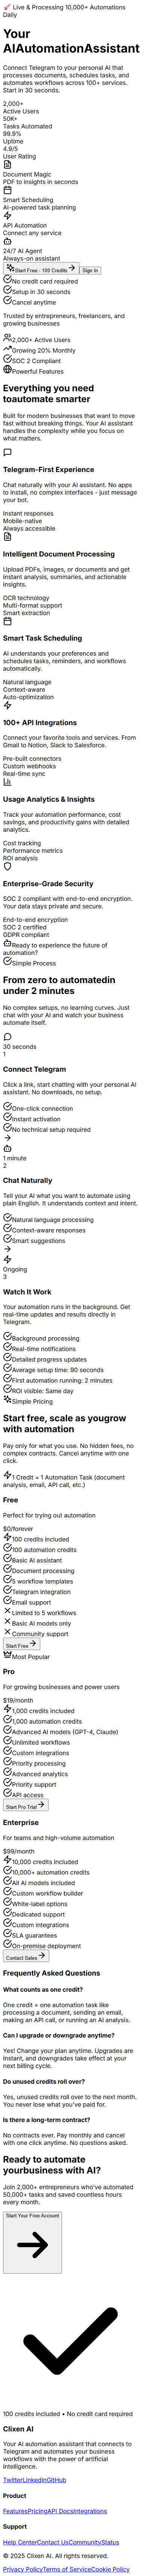 🚀 Live & Processing 10,000+ Automations
Daily
Your
AIAutomationAssistant
Connect Telegram to your personal AI that
processes documents, schedules tasks, and
automates workflows across 100+ services.
Start in 30 seconds.
2,000+
Active Users
50K+
Tasks Automated
99.9%
Uptime
4.9/5
User Rating
Document Magic
PDF to insights in seconds
Smart Scheduling
AI-powered task planning
API Automation
Connect any service
24/7 AI Agent
Always-on assistant
Start Free - 100 Credits
Sign In
No credit card required
Setup in 30 seconds
Cancel anytime
Trusted by entrepreneurs, freelancers, and
growing businesses
2,000+ Active Users
Growing 20% Monthly
SOC 2 Compliant
Powerful Features
Everything you need
toautomate smarter
Built for modern businesses that want to move
fast without breaking things. Your AI assistant
handles the complexity while you focus on
what matters.
Telegram-First Experience
Chat naturally with your AI assistant. No apps
to install, no complex interfaces - just message
your bot.
Instant responses
Mobile-native
Always accessible
Intelligent Document Processing
Upload PDFs, images, or documents and get
instant analysis, summaries, and actionable
insights.
OCR technology
Multi-format support
Smart extraction
Smart Task Scheduling
AI understands your preferences and
schedules tasks, reminders, and workflows
automatically.
Natural language
Context-aware
Auto-optimization
100+ API Integrations
Connect your favorite tools and services. From
Gmail to Notion, Slack to Salesforce.
Pre-built connectors
Custom webhooks
Real-time sync
Usage Analytics & Insights
Track your automation performance, cost
savings, and productivity gains with detailed
analytics.
Cost tracking
Performance metrics
ROI analysis
Enterprise-Grade Security
SOC 2 compliant with end-to-end encryption.
Your data stays private and secure.
End-to-end encryption
SOC 2 certified
GDPR compliant
Ready to experience the future of
automation?
Simple Process
From zero to automatedin
under 2 minutes
No complex setups, no learning curves. Just
chat with your AI and watch your business
automate itself.
30 seconds
1
Connect Telegram
Click a link, start chatting with your personal AI
assistant. No downloads, no setup.
One-click connection
Instant activation
No technical setup required
1 minute
2
Chat Naturally
Tell your AI what you want to automate using
plain English. It understands context and intent.
Natural language processing
Context-aware responses
Smart suggestions
Ongoing
3
Watch It Work
Your automation runs in the background. Get
real-time updates and results directly in
Telegram.
Background processing
Real-time notifications
Detailed progress updates
Average setup time: 90 seconds
First automation running: 2 minutes
ROI visible: Same day
Simple Pricing
Start free, scale as yougrow
with automation
Pay only for what you use. No hidden fees, no
complex contracts. Cancel anytime with one
click.
1 Credit = 1 Automation Task (document
analysis, email, API call, etc.)
Free
Perfect for trying out automation
$0/forever
100 credits included
100 automation credits
Basic AI assistant
Document processing
5 workflow templates
Telegram integration
Email support
Limited to 5 workflows
Basic AI models only
Community support
Start Free
Most Popular
Pro
For growing businesses and power users
$19/month
1,000 credits included
1,000 automation credits
Advanced AI models (GPT-4, Claude)
Unlimited workflows
Custom integrations
Priority processing
Advanced analytics
Priority support
API access
Start Pro Trial
Enterprise
For teams and high-volume automation
$99/month
10,000 credits included
10,000+ automation credits
All AI models included
Custom workflow builder
White-label options
Dedicated support
Custom integrations
SLA guarantees
On-premise deployment
Contact Sales
Frequently Asked Questions
What counts as one credit?
One credit = one automation task like
processing a document, sending an email,
making an API call, or running an AI analysis.
Can I upgrade or downgrade anytime?
Yes! Change your plan anytime. Upgrades are
instant, and downgrades take effect at your
next billing cycle.
Do unused credits roll over?
Yes, unused credits roll over to the next month.
You never lose what you've paid for.
Is there a long-term contract?
No contracts ever. Pay monthly and cancel
with one click anytime. No questions asked.
Ready to automate
yourbusiness with AI?
Join 2,000+ entrepreneurs who've automated
50,000+ tasks and saved countless hours
every month.
Start Your Free Account
100 credits included • No credit card required
Clixen AI
Your AI automation assistant that connects to
Telegram and automates your business
workflows with the power of artificial
intelligence.
TwitterLinkedInGitHub
Product
FeaturesPricingAPI DocsIntegrations
Support
Help CenterContact UsCommunityStatus
© 2025 Clixen AI. All rights reserved.
Privacy PolicyTerms of ServiceCookie Policy